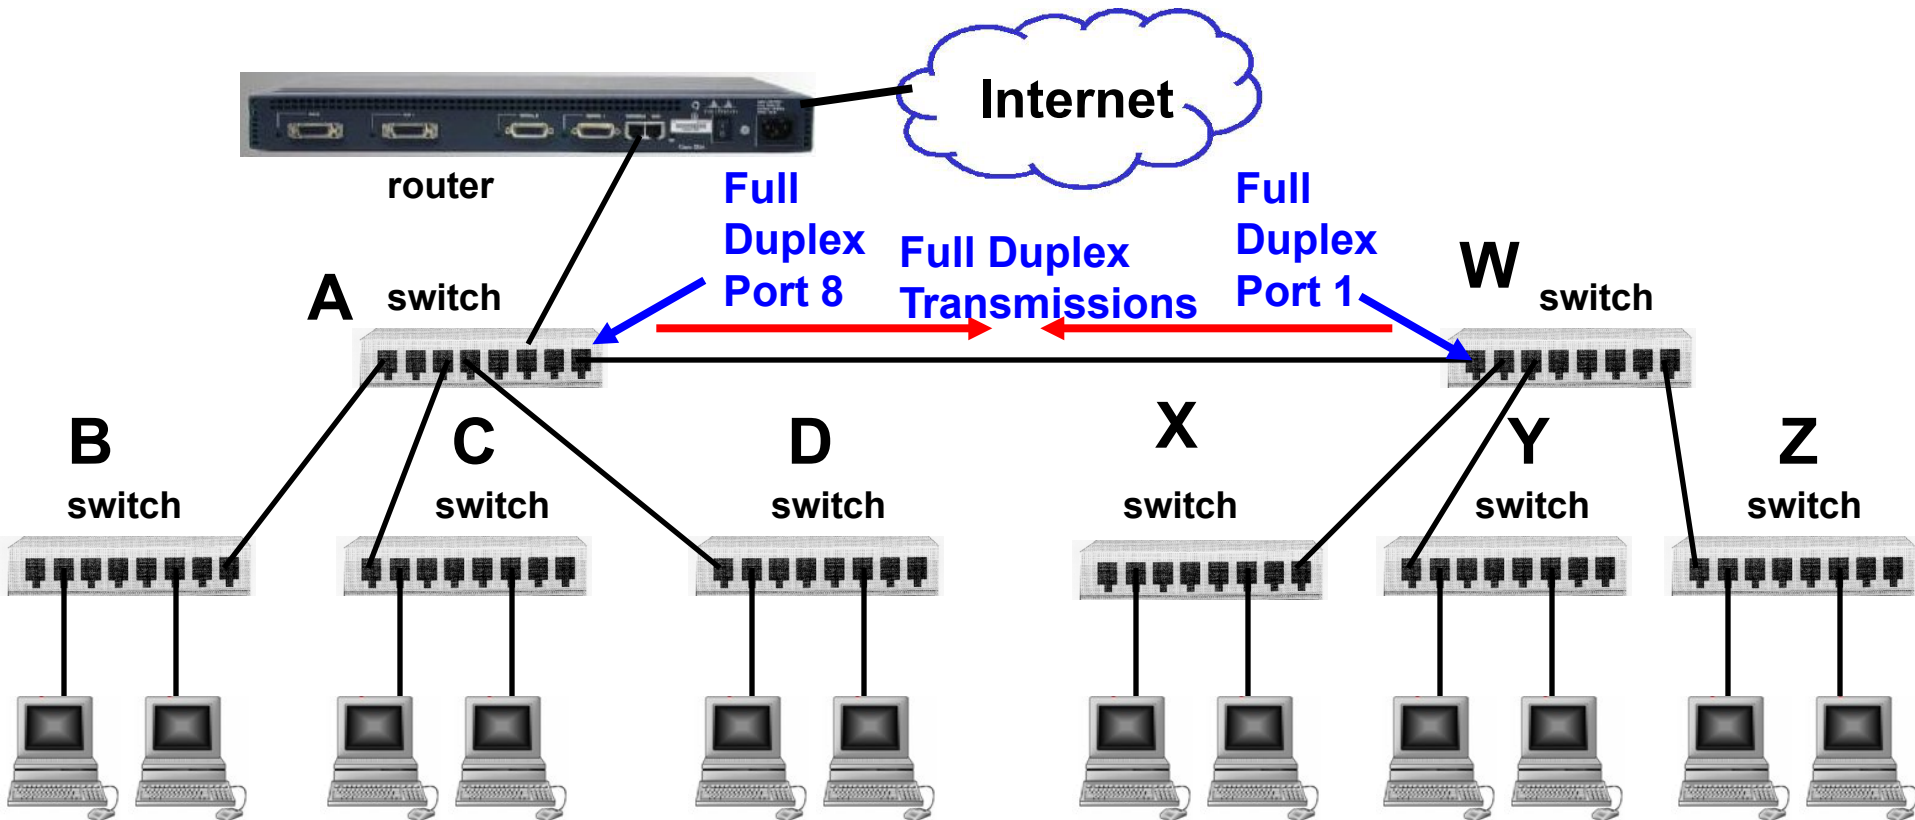 Internet
router
Full
Duplex
Port 8
Full Duplex
Transmissions
Full
Duplex
Port 1
A
switch
W
switch
B
switch
C
switch
D
switch
X
switch
Y
switch
Z
switch